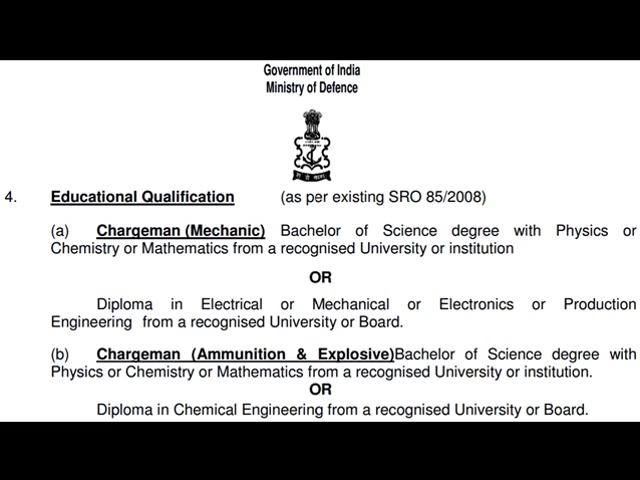 Government of India
Ministry of Defence
4. Educational Qualification (as per existing SRO 85/2008)
(a) Chargeman (Mechanic) Bachelor of Science degree with Physics or
Chemistry or Mathematics from a recognised University or institution
OR
Diploma in Electrical or Mechanical or Electronics or Production
Engineering from a recognised University or Board.
(b) Chargeman (Ammunition & Explosive)Bachelor of Science degree with
Physics or Chemistry or Mathematics from a recognised University or institution.
OR
Diploma in Chemical Engineering from a recognised University or Board.